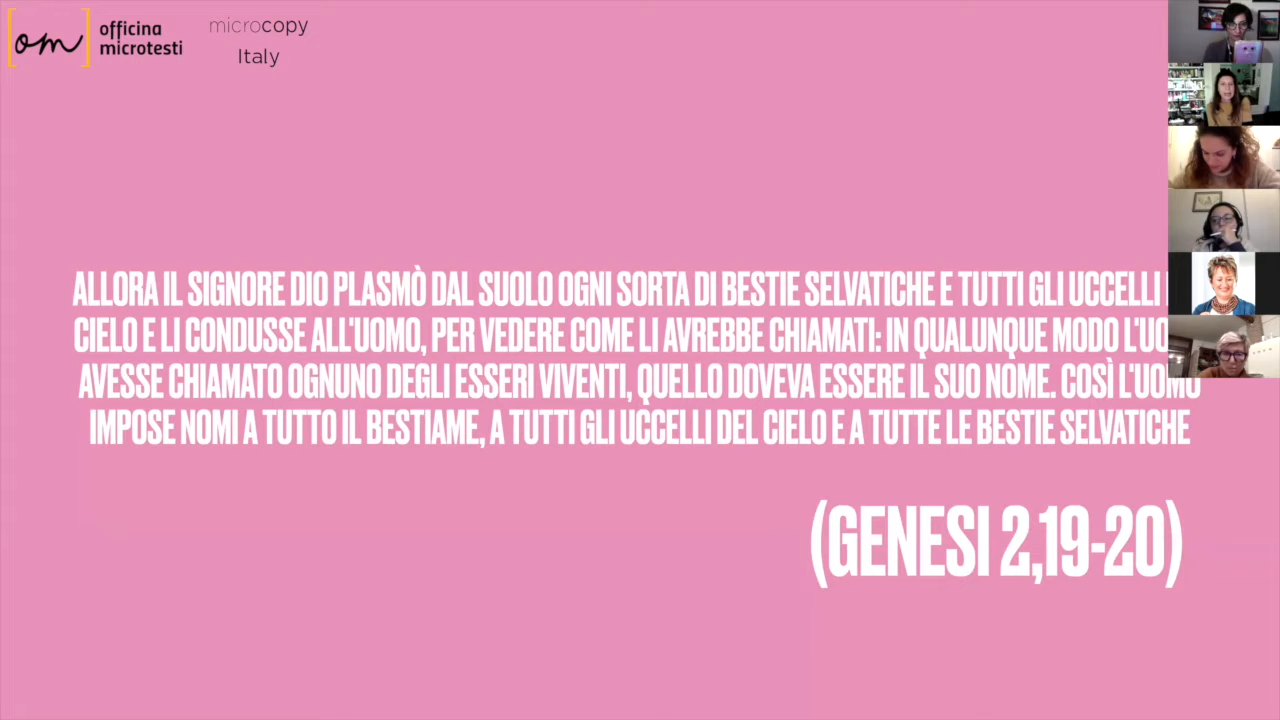 om
officina
microtesti
microcopy
Italy
ALLORA IL SIGNORE DIO PLASMÒ DAL SUOLO OGNI SORTA DI BESTIE SELVATICHE E TUTTI GLI UCCELLI
CIELO E LI CONDUSSE ALL'UOMO, PER VEDERE COME LI AVREBBE CHIAMATI: IN QUALUNQUE MODO
AVESSE CHIAMATO OGNUNO DEGLI ESSERI VIVENTI, QUELLO DOVEVA ESSERE IL SUO NOME. COSÌ L'UOMO
IMPOSE NOMI A TUTTO IL BESTIAME, A TUTTI GLI UCCELLI DEL CIELO E A TUTTE LE BESTIE SELVATICHE
(GENESI 2,19-20)